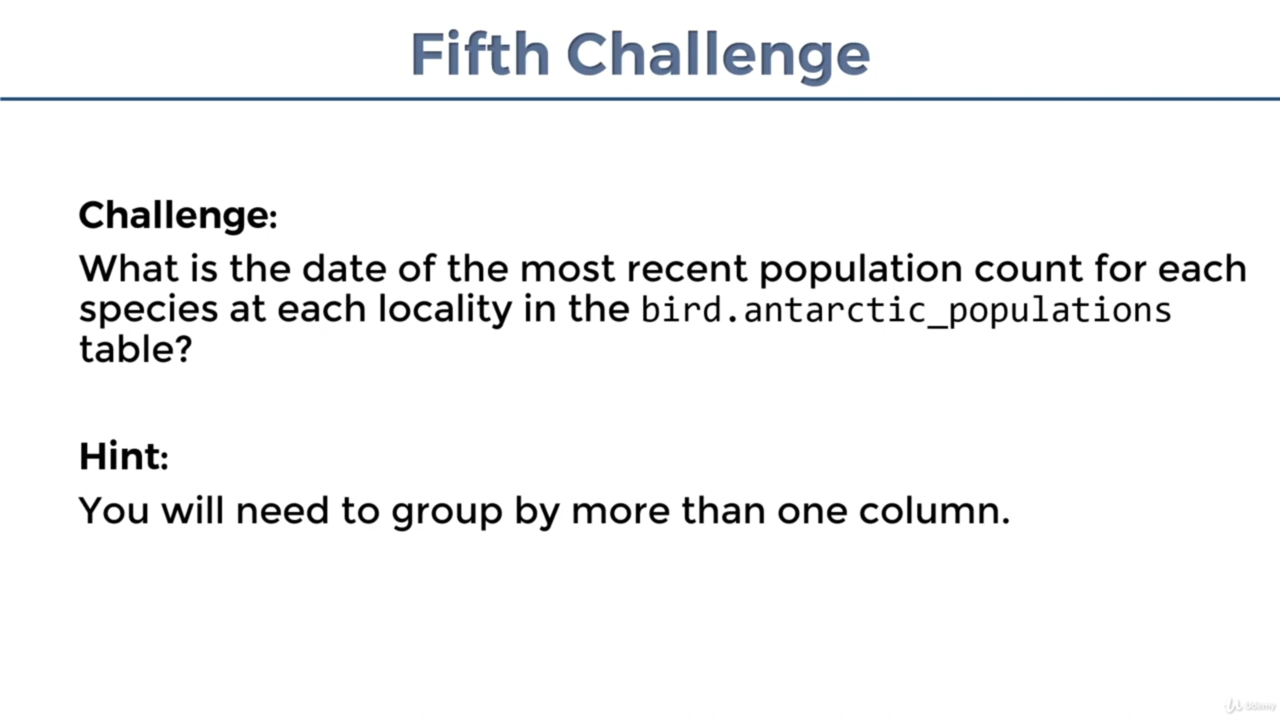 Fifth Challenge
Challenge:
What is the date of the most recent population count for each
species at each locality in the bird.antarctic_populations
table?
Hint:
You will need to group by more than one column.
Udemy